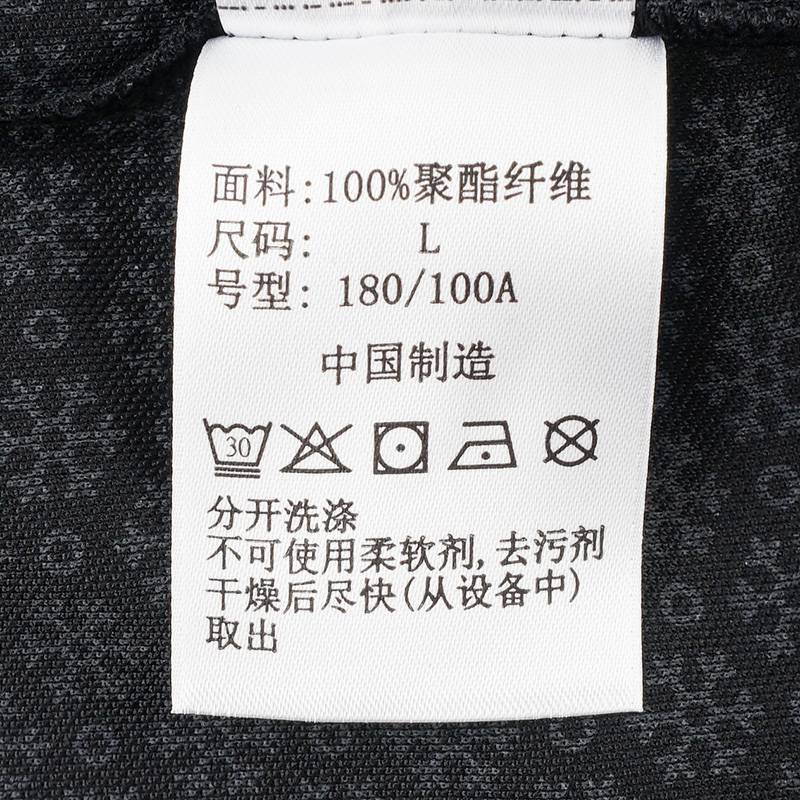 面料:100%聚酯纤维
尺码: L
号型: 180/100A
中国制造
30
分开洗涤
不可使用柔软剂,去污剂
干燥后尽快(从设备中)
取出